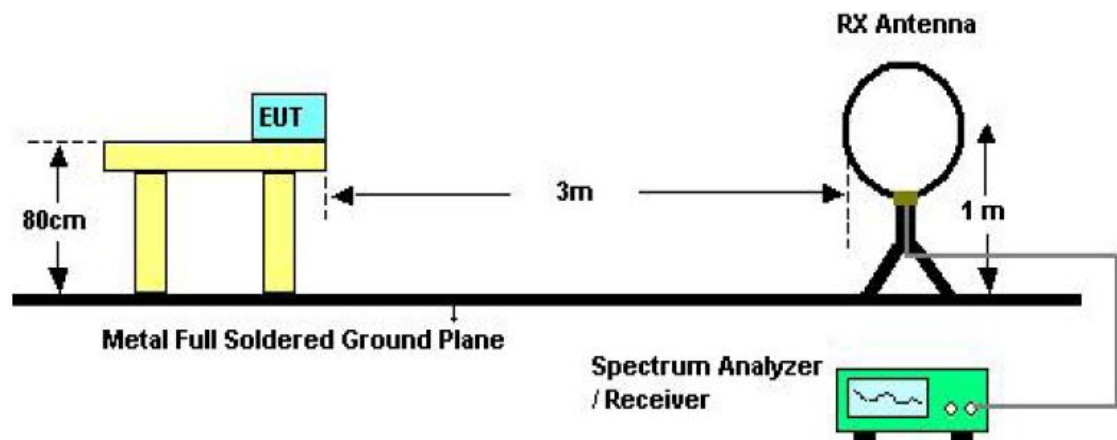 RX Antenna
EUT
80cm
3m
1 m
Metal Full Soldered Ground Plane
Spectrum Analyzer
/ Receiver